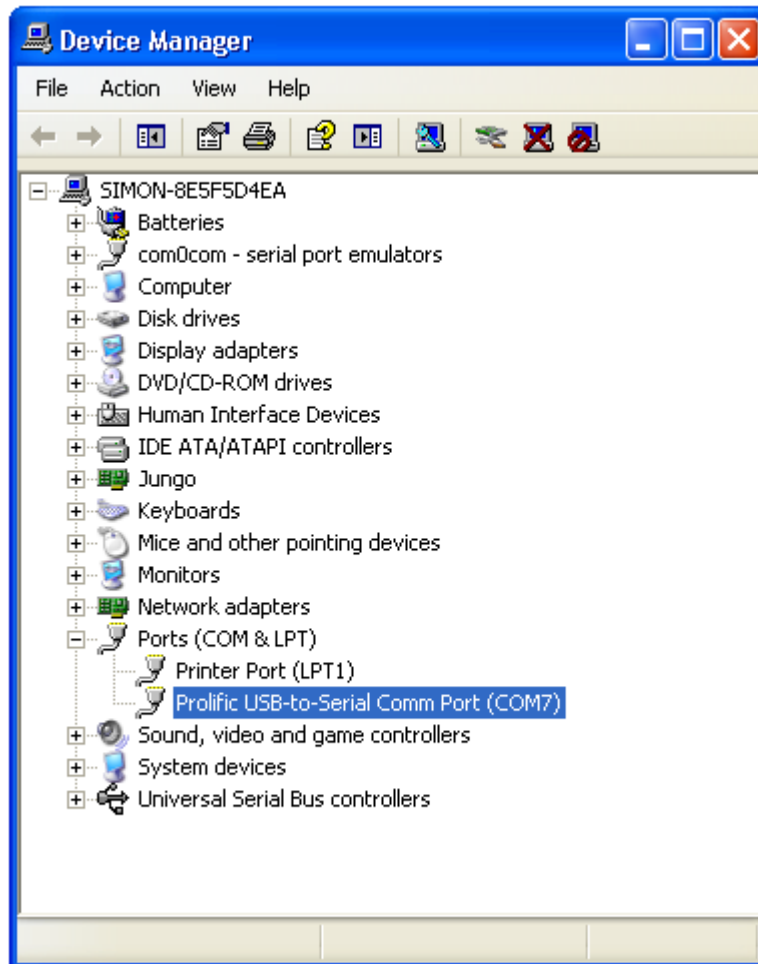 Device Manager
File Action View Help
SIMON-8E5F5D4EA
Batteries
com0com - serial port emulators
Computer
Disk drives
Display adapters
DVD/CD-ROM drives
Human Interface Devices
IDE ATA/ATAPI controllers
Jungo
Keyboards
Mice and other pointing devices
Monitors
Network adapters
Ports (COM & LPT)
Printer Port (LPT1)
Prolific USB-to-Serial Comm Port (COM7)
Sound, video and game controllers
System devices
Universal Serial Bus controllers